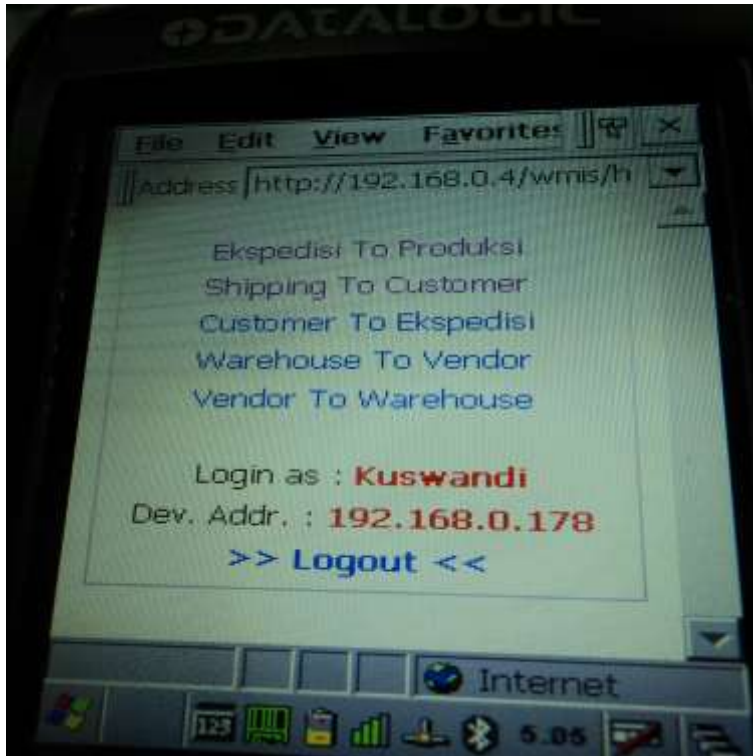 DATALOGIC
File Edit View Favorites
Address http://192.168.0.4/wmis/h
Ekspedisi To Produksi
Shipping To Customer
Customer To Ekspedisi
Warehouse To Vendor
Vendor To Warehouse
Login as : Kuswandi
Dev. Addr. : 192.168.0.178
>> Logout <<
Internet
123 5.05